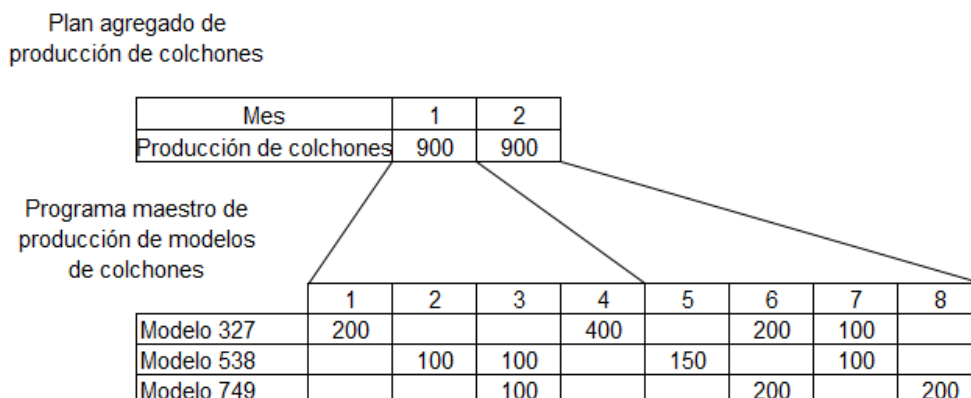 Plan agregado de
producción de colchones
Mes 1 2
Producción de colchones 900 900
Programa maestro de
producción de modelos
de colchones
1 2 3 4 5 6 7 8
Modelo 327 200 400 200 100
Modelo 538 100 100 150 100
Modelo 749 100 200 200